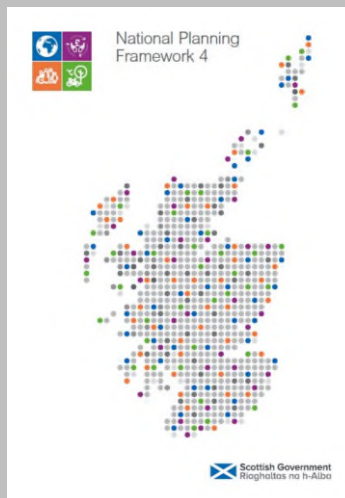 National Planning
Framework 4
Scottish Government
Riaghaltas na h-Alba